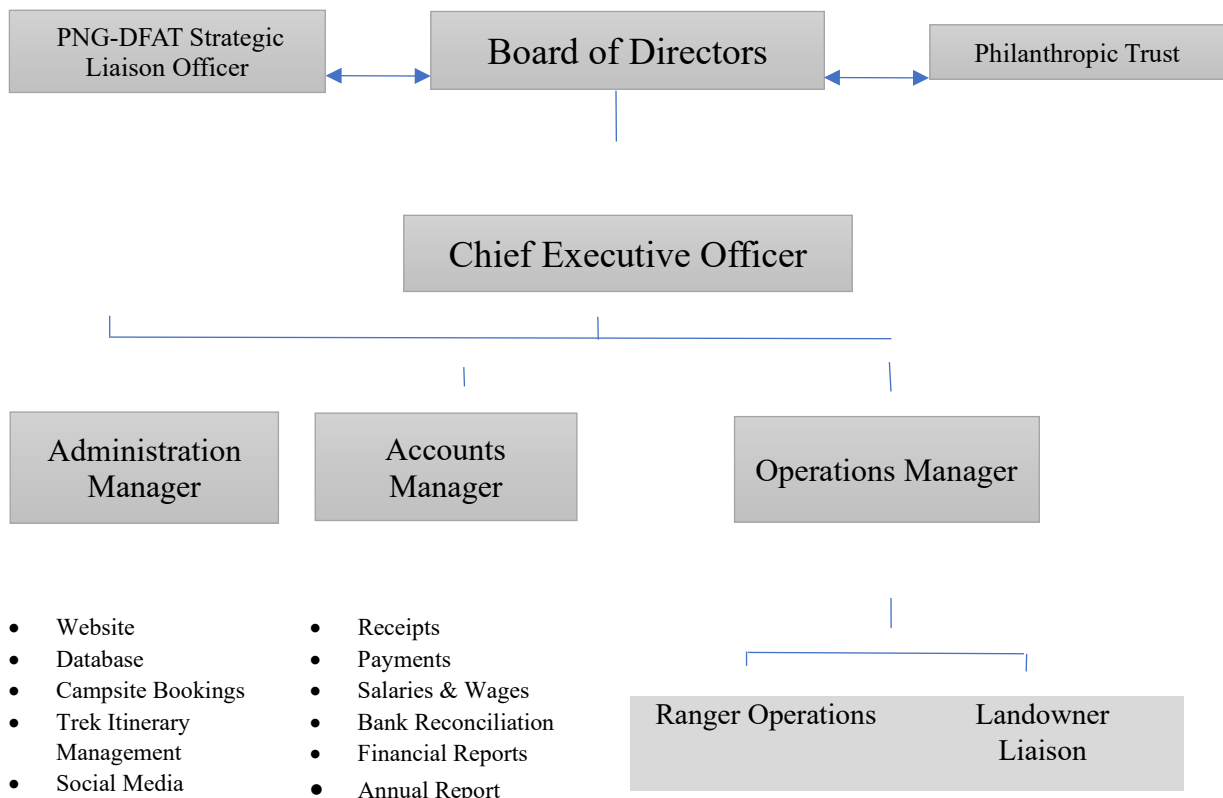 PNG-DFAT Strategic
Liaison Officer
Board of Directors
Philanthropic Trust
Chief Executive Officer
Administration
Manager
Accounts
Manager
Operations Manager
• Website
• Database
• Campsite Bookings
• Trek Itinerary
Management
• Social Media
• Receipts
• Payments
• Salaries & Wages
• Bank Reconciliation
• Financial Reports
• Annual Report
Ranger Operations
Landowner
Liaison